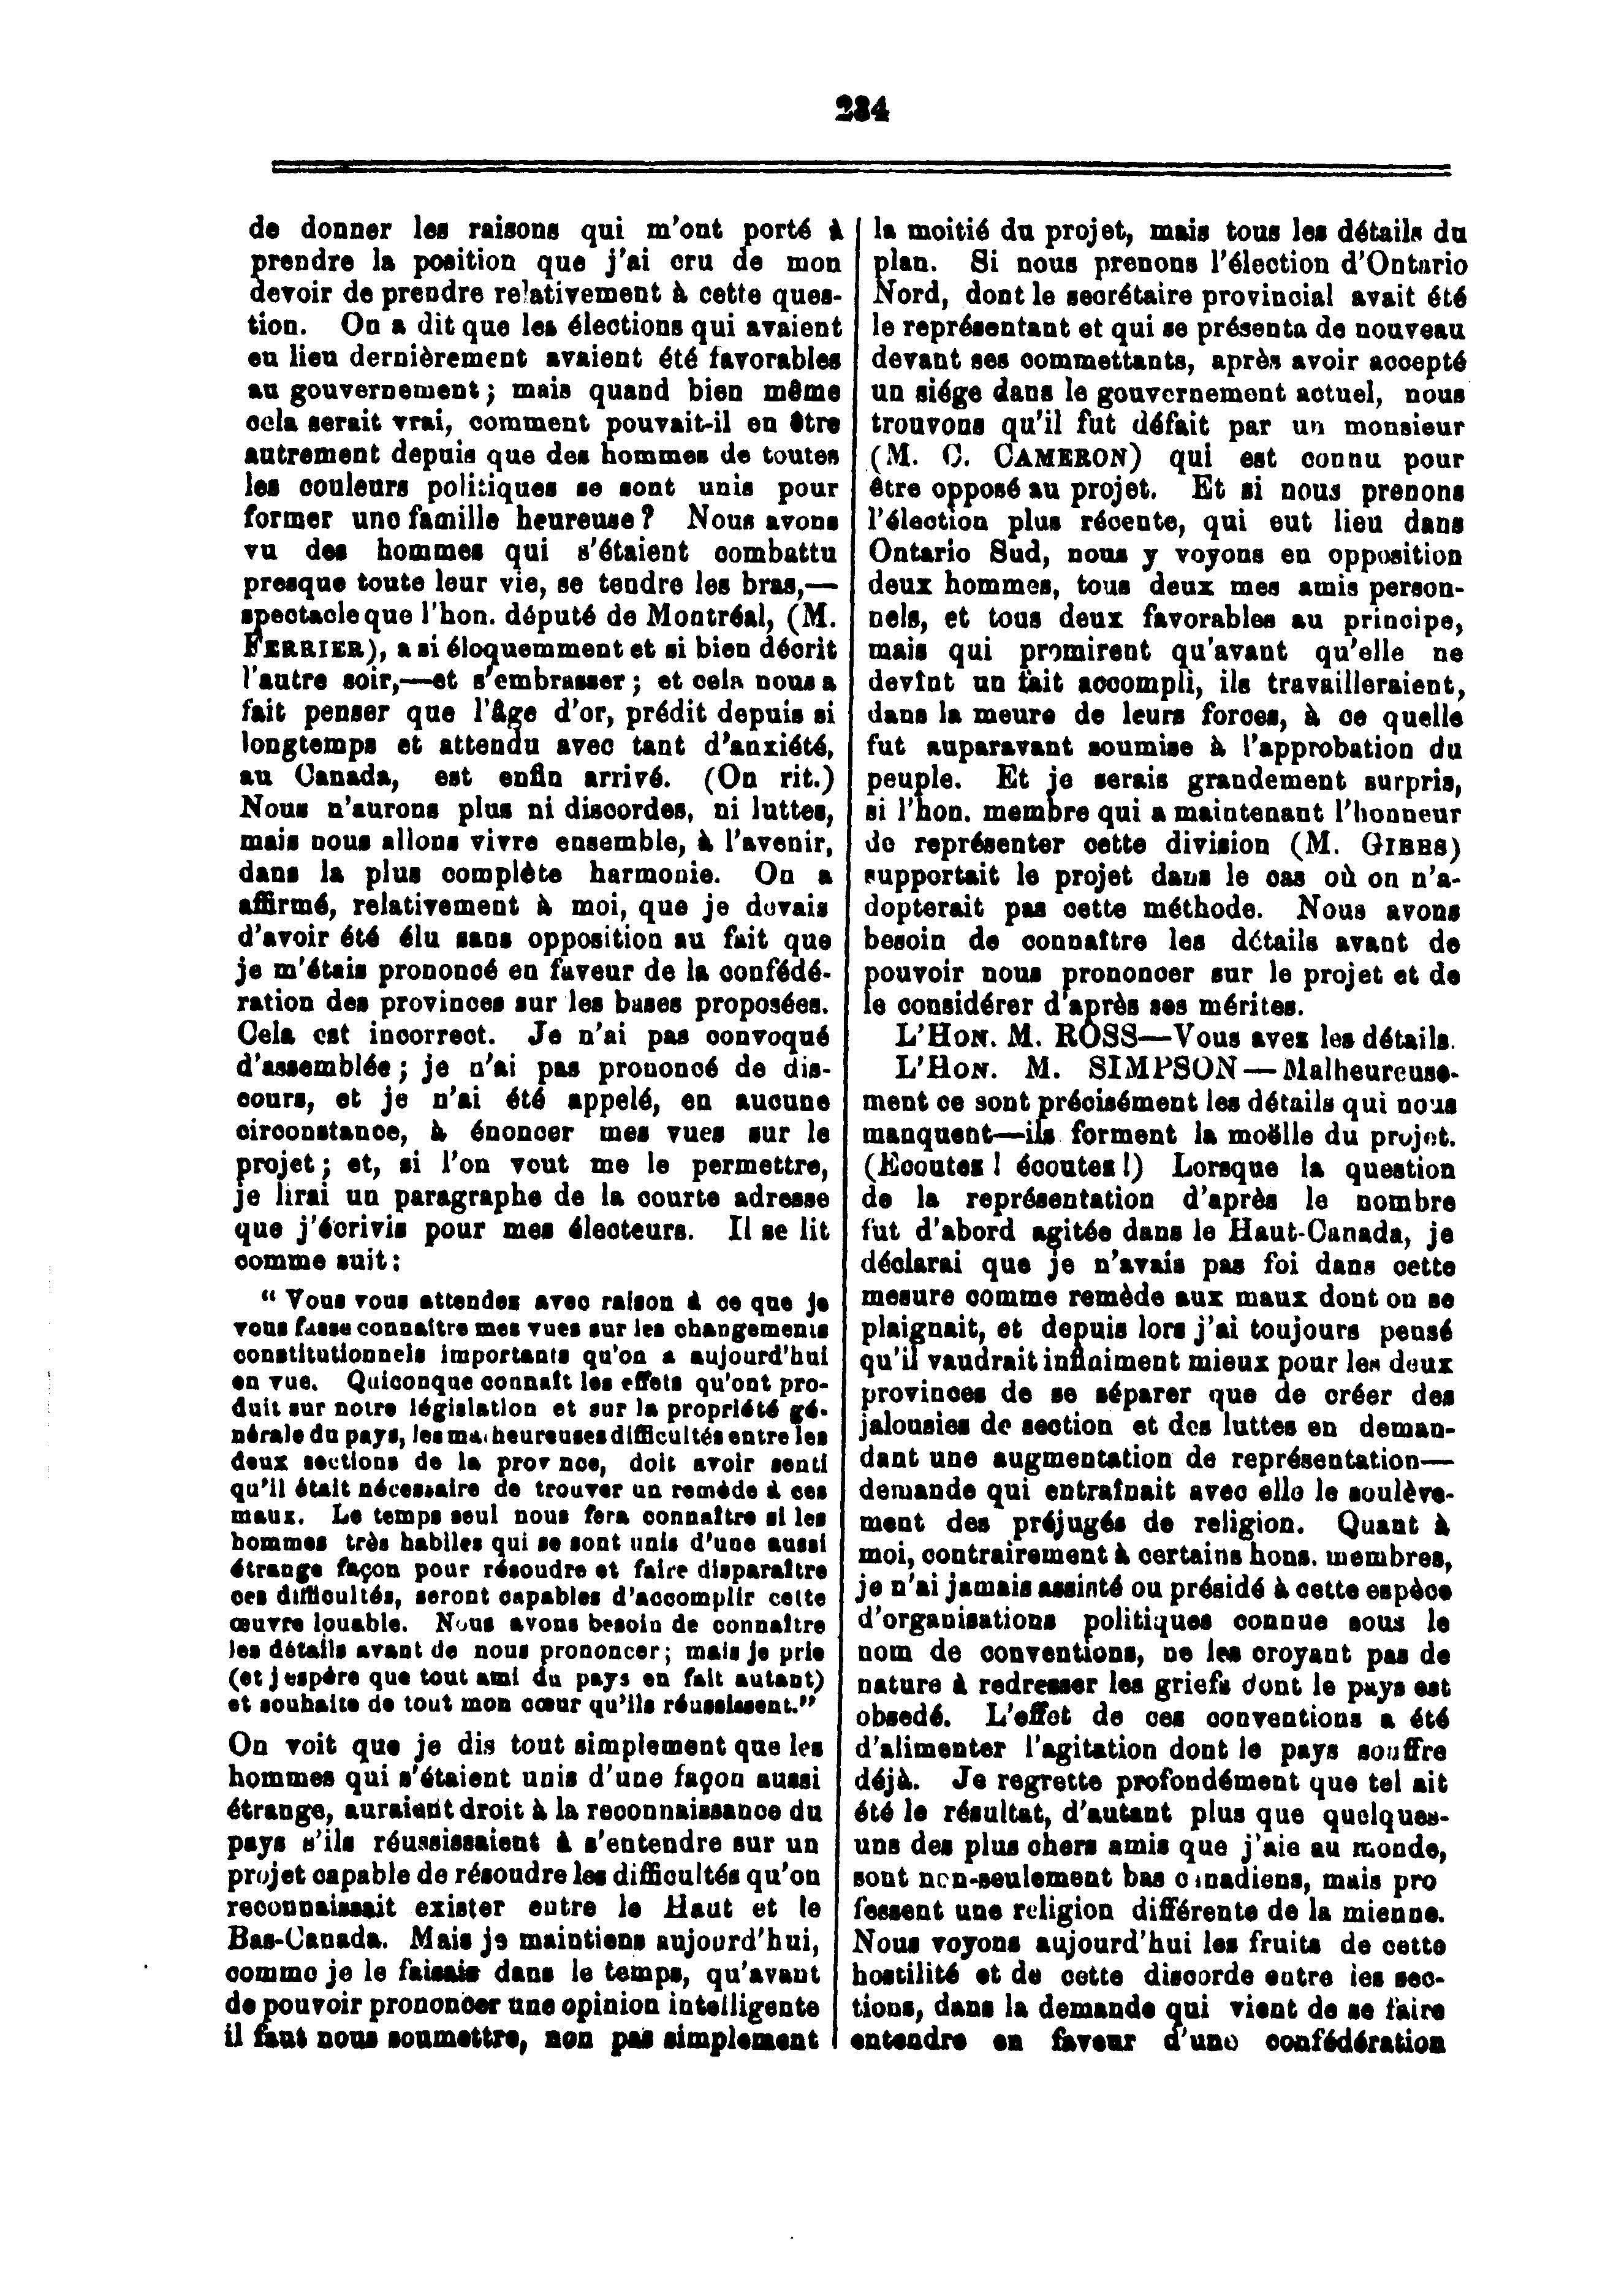 234
de donner les raisons qui m'ont porté à
prendre la position que j'ai cru de mon
devoir de prendre relativement à cette ques-
tion. On a dit que les élections qui avaient
eu lieu dernièrement avaient été favorables
au gouvernement ; mais quand bien même
cela serait vrai, comment pouvait-il en être
autrement depuis que des hommes de toutes
les couleurs politiques se sont unis pour
former une famille heureuse ? Nous avons
vu des hommes qui s'étaient combattu
presque toute leur vie, se tendre les bras,—
spectacle que l'hon. député de Montréal, (M.
FERRIER), a si éloquemment et si bien décrit
l'autre soir,—et s'embrasser ; et cela nous a
fait penser que l'âge d'or, prédit depuis si
longtemps et attendu avec tant d'anxiété,
au Canada, est enfin arrivé. (On rit.)
Nous n'aurons plus ni discordes, ni luttes,
mais nous allons vivre ensemble, à l'avenir,
dans la plus complète harmonie. On a
affirmé, relativement à moi, que je devais
d'avoir été élu sans opposition au fait que
je m'étais prononcé en faveur de la confédé-
ration des provinces sur les bases proposées.
Cela est incorrect. Je n'ai pas convoqué
d'assemblée ; je n'ai pas prononcé de dis-
cours, et je n'ai été appelé, en aucune
circonstance, à énoncer mes vues sur le
projet ; et, si l'on veut me le permettre,
je lirai un paragraphe de la courte adresse
que j'écrivis pour mes électeurs. Il se lit
comme suit :
“ Vous vous attendez avec raison à ce que je
vous fasse connaître mes vues sur les changements
constitutionnels importants qu'on a aujourd'hui
en vue. Quiconque connaît les effets qu'ont pro-
duit sur notre législation et sur la propriété gé-
nérale du pays, les malheureuses difficultés entre les
deux sections de la province, doit avoir senti
qu'il était nécessaire de trouver un remède à ces
maux. Le temps seul nous fera connaître si les
hommes très habiles qui se sont unis d'une aussi
étrange façon pour résoudre et faire disparaître
ces difficultés, seront capables d'accomplir cette
œuvre louable. Nous avons besoin de connaître
les détails avant de nous prononcer ; mais je prie
(et j'espère que tout ami du pays en fait autant)
et souhaite de tout mon cœur qu'ils réussissent.”
On voit que je dis tout simplement que les
hommes qui s'étaient unis d'une façon aussi
étrange, auraient droit à la reconnaissance du
pays s'ils réussissaient à s'entendre sur un
projet capable de résoudre les difficultés qu'on
reconnaissait exister entre le Haut et le
Bas-Canada. Mais je maintiens aujourd'hui,
comme je le faisais dans le temps, qu'avant
de pouvoir prononcer une opinion intelligente
il faut nous soumettre, non pas simplement
la moitié du projet, mais tous les détails du
plan. Si nous prenons l'élection d'Ontario
Nord, dont le secrétaire provincial avait été
le représentant et qui se présenta de nouveau
devant ses commettants, après avoir accepté
un siége dans le gouvernement actuel, nous
trouvons qu'il fut défait par un monsieur
(M. C. CAMERON) qui est connu pour
être opposé au projet. Et si nous prenons
l'élection plus récente, qui eut lieu dans
Ontario Sud, nous y voyons en opposition
deux hommes, tous deux mes amis person-
nels, et tous deux favorables au principe,
mais qui promirent qu'avant qu'elle ne
devînt un fait accompli, ils travailleraient,
dans la meure de leurs forces, à ce quelle
fut auparavant soumise à l'approbation du
peuple. Et je serais grandement surpris,
si l'hon. membre qui a maintenant l'honneur
de représenter cette division (M. GIBBS)
supportait le projet dans le cas où on n'a-
dopterait pas cette méthode. Nous avons
besoin de connaître les détails avant de
pouvoir nous prononcer sur le projet et de
le considérer d'après ses mérites.
L'HON. M. ROSS—Vous avez les détails.
L'HON. M. SIMPSON—Malheureuse-
ment ce sont précisément les détails qui nous
manquent—ils forment la moëlle du projet.
(Ecoutez ! écoutez !) Lorsque la question
de la représentation d'après le nombre
fut d'abord agitée dans le Haut-Canada, je
déclarai que je n'avais pas foi dans cette
mesure comme remède aux maux dont on se
plaignait, et depuis lors j'ai toujours pensé
qu'il vaudrait infiniment mieux pour les deux
provinces de se séparer que de créer des
jalousies de section et des luttes en deman-
dant une augmentation de représentation—
demande qui entraînait avec elle le soulève-
ment des préjugés de religion. Quant à
moi, contrairement à certains hons. membres,
je n'ai jamais assisté ou présidé à cette espèce
d'organisations politiques connue sous le
nom de conventions, ne les croyant pas de
nature à redresser les griefs dont le pays est
obsedé. L'effet de ces conventions a été
d'alimenter l'agitation dont le pays souffre
déjà. Je regrette profondément que tel ait
été le résultat, d'autant plus que quelques-
uns des plus chers amis que j'aie au monde,
sont non-seulement bas canadiens, mais pro
fessent une religion différente de la mienne.
Nous voyons aujourd'hui les fruits de cette
hostilité et de cette discorde entre les sec-
tions, dans la demande qui vient de se faire
entendre en faveur d'une confédération